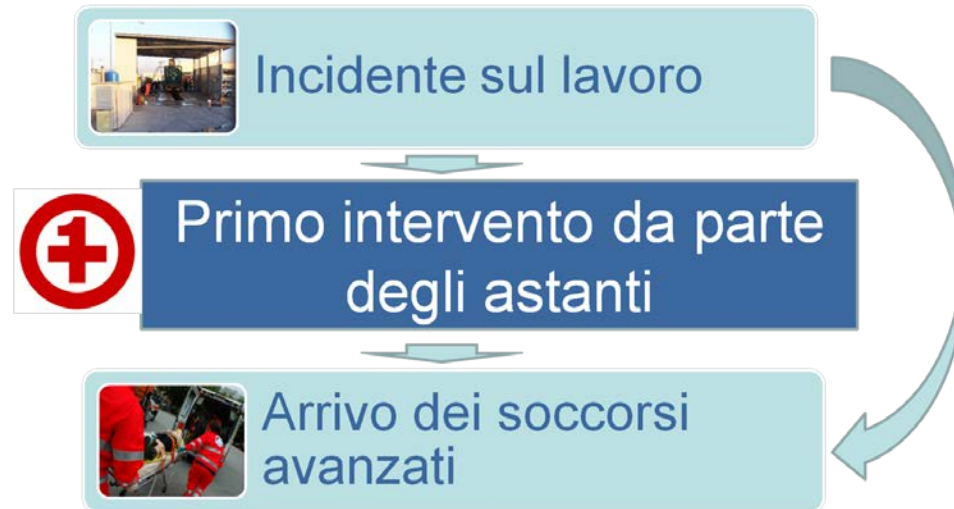 Incidente sul lavoro
Primo intervento da parte
degli astanti
Arrivo dei soccorsi
avanzati